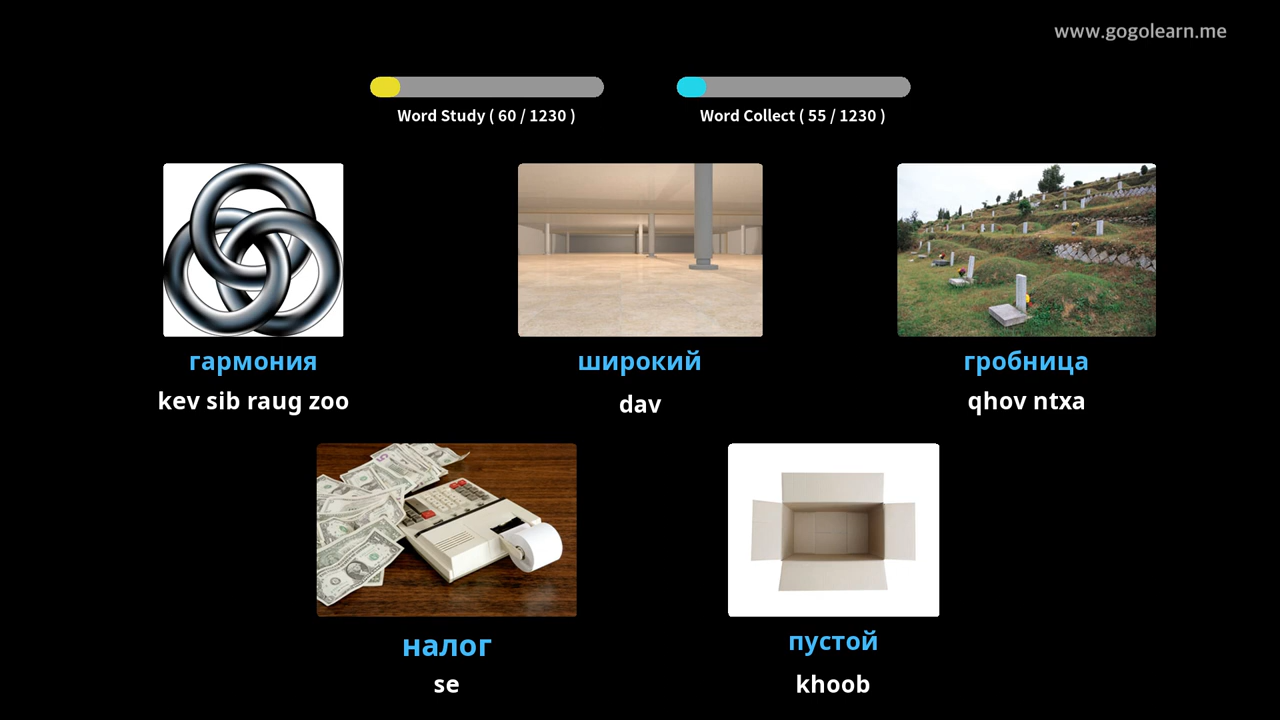 www.gogolearn.me
Word Study ( 60 / 1230 )
Word Collect ( 55 / 1230 )
гармония
широкий
гробница
kev sib raug zoo
dav
qhov ntxa
налог
пустой
se
khoob